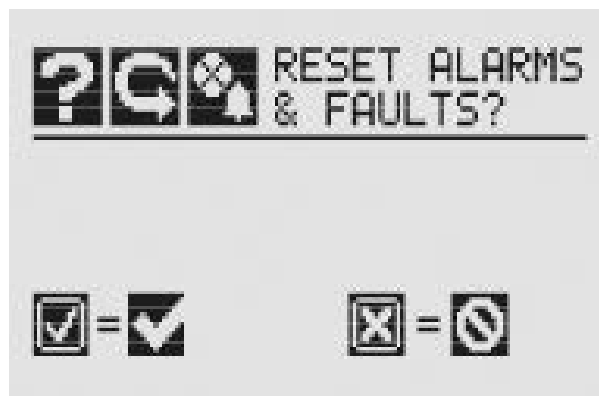 RESET ALARMS
& FAULTS?
= =